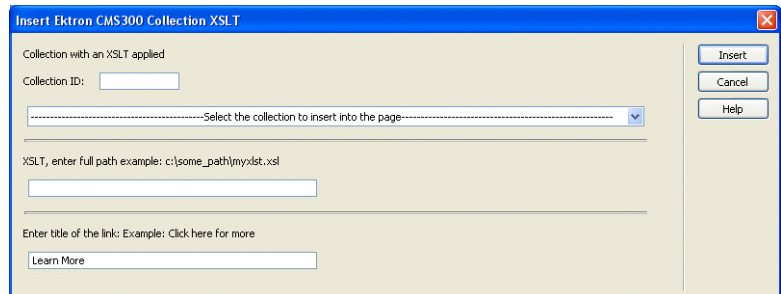 Insert Ektron CMS300 Collection XSLT
Collection with an XSLT applied
Collection ID:
-------------------------------------------Select the collection to insert into the page-----------------------------------------------------
XSLT, enter full path example: c:\some_path\myxlst.xsl
Enter title of the link: Example: Click here for more
Learn More
Insert
Cancel
Help